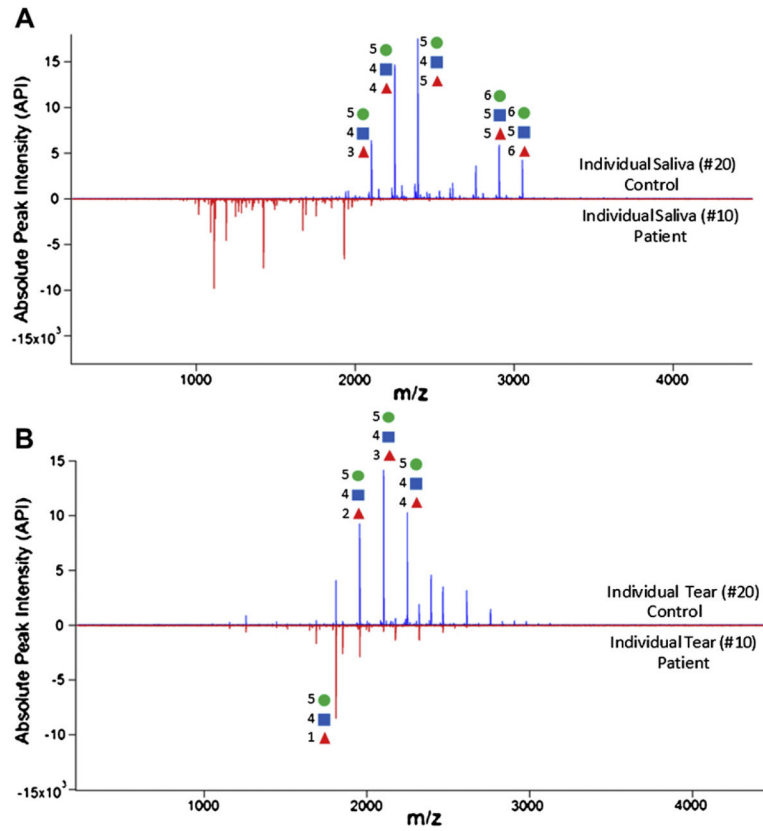 A
Absolute Peak Intensity (API)
15
10
5
0
-5
-10
-15x10³
5
4
3
5
4
4
5
4
5
6
5
5
6
5
6
Individual Saliva (#20)
Control
Individual Saliva (#10)
Patient
1000
2000
3000
4000
m/z
B
Absolute Peak Intensity (API)
15
10
5
0
-5
-10
-15x10³
5
4
2
5
4
3
5
4
4
5
4
1
Individual Tear (#20)
Control
Individual Tear (#10)
Patient
1000
2000
3000
4000
m/z